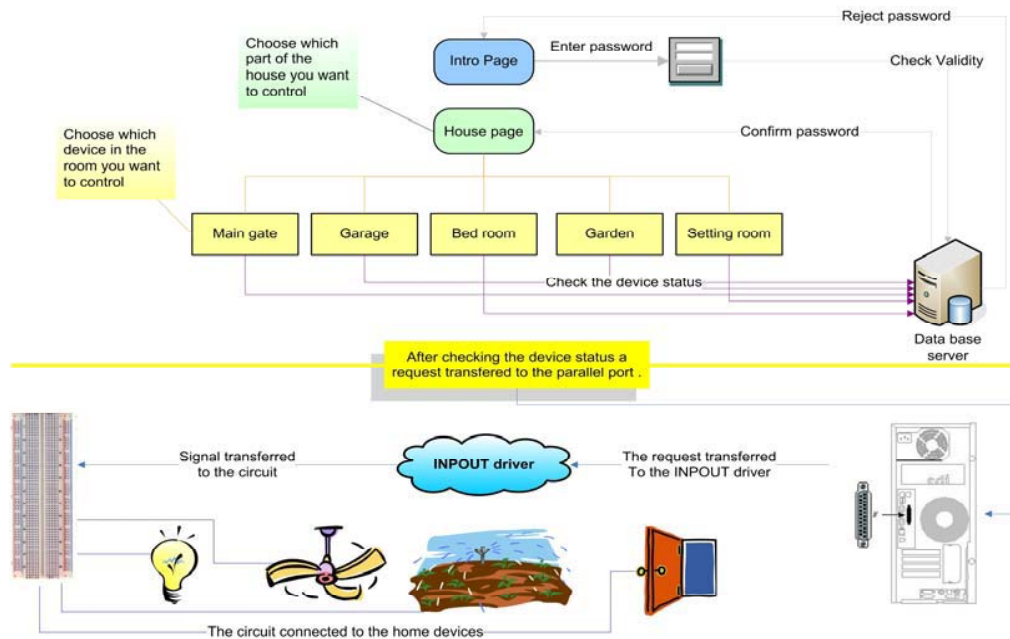 Reject password
Choose which
part of the
house you want
to control
Intro Page
Enter password
Check Validity
House page
Confirm password
Choose which
device in the
room you want
to control
Main gate
Garage
Bed room
Garden
Setting room
Check the device status
Data base
server
After checking the device status a
request transfered to the parallel port .
Signal transferred
to the circuit
INPOUT driver
The request transferred
To the INPOUT driver
The circuit connected to the home devices